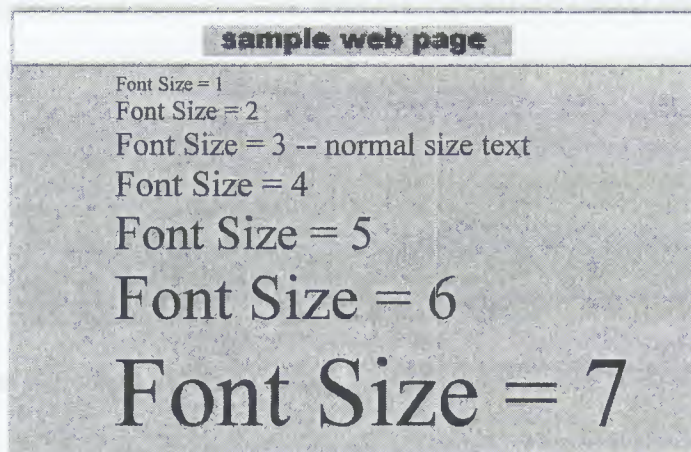 sample web page
Font Size = 1
Font Size = 2
Font Size = 3 -- normal size text
Font Size = 4
Font Size = 5
Font Size = 6
Font Size = 7